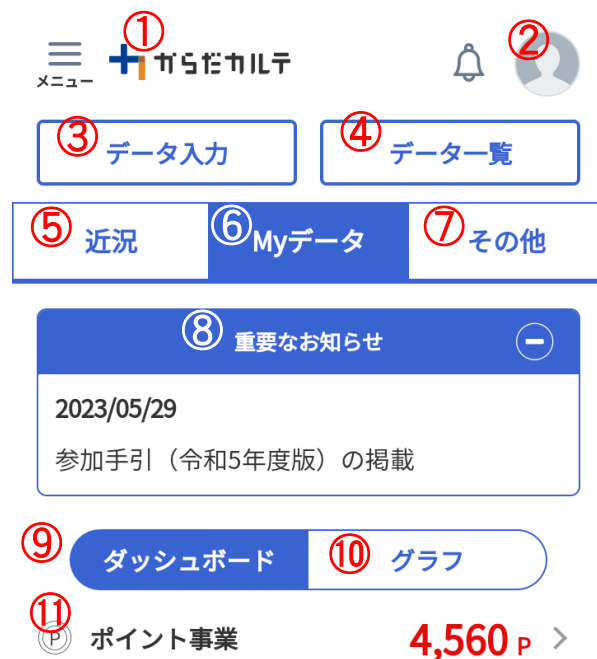 ① ②
メニュー からだカルテ
③ データ入力 ④ データ一覧
⑤ 近況 ⑥ Myデータ ⑦ その他
⑧ 重要なお知らせ
2023/05/29
参加手引（令和5年度版）の掲載
⑨ ダッシュボード ⑩ グラフ
⑪ P ポイント事業 4,560 P